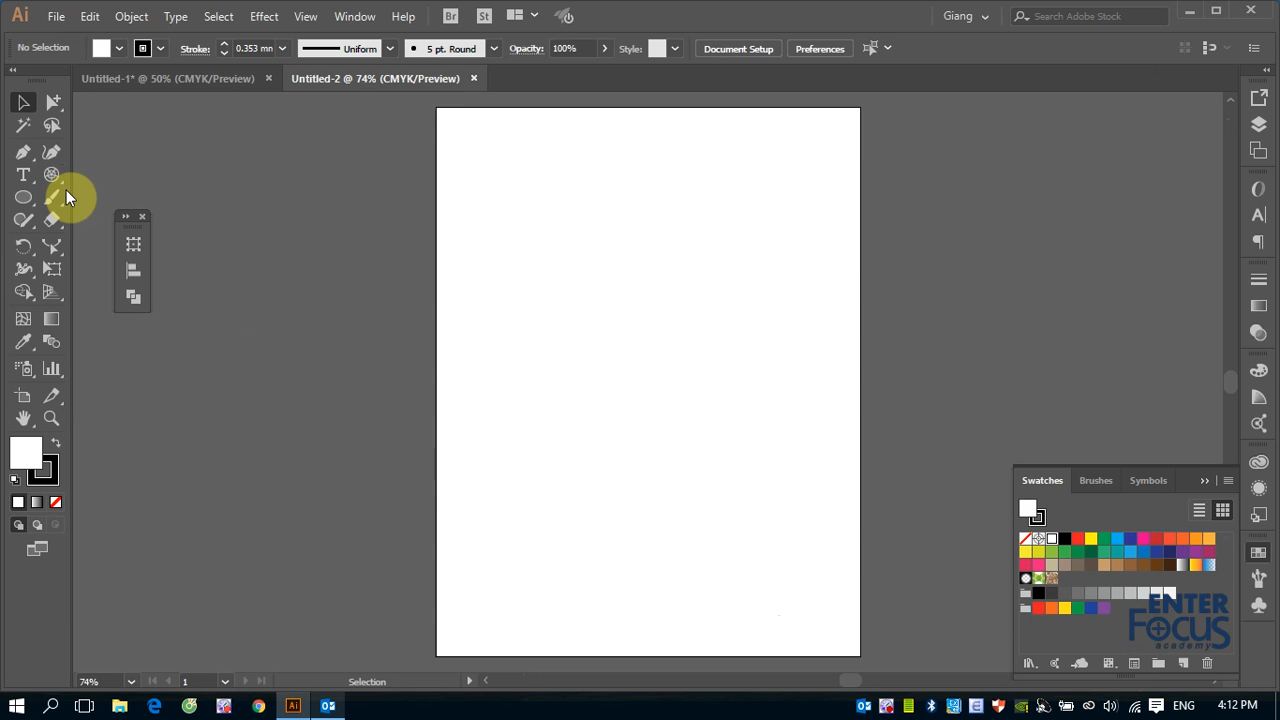 Ai File Edit Object Type Select Effect View Window Help Br St Giang Search Adobe Stock
No Selection Stroke: 0.353 mn Uniform 5 pt. Round Opacity: 100% Style: Document Setup Preferences
Untitled-1* @ 50% (CMYK/Preview) Untitled-2 @ 74% (CMYK/Preview)
Swatches Brushes Symbols
ENTER
FOCUS
academy
74% 1 Selection
Ai ENG 4:12 PM